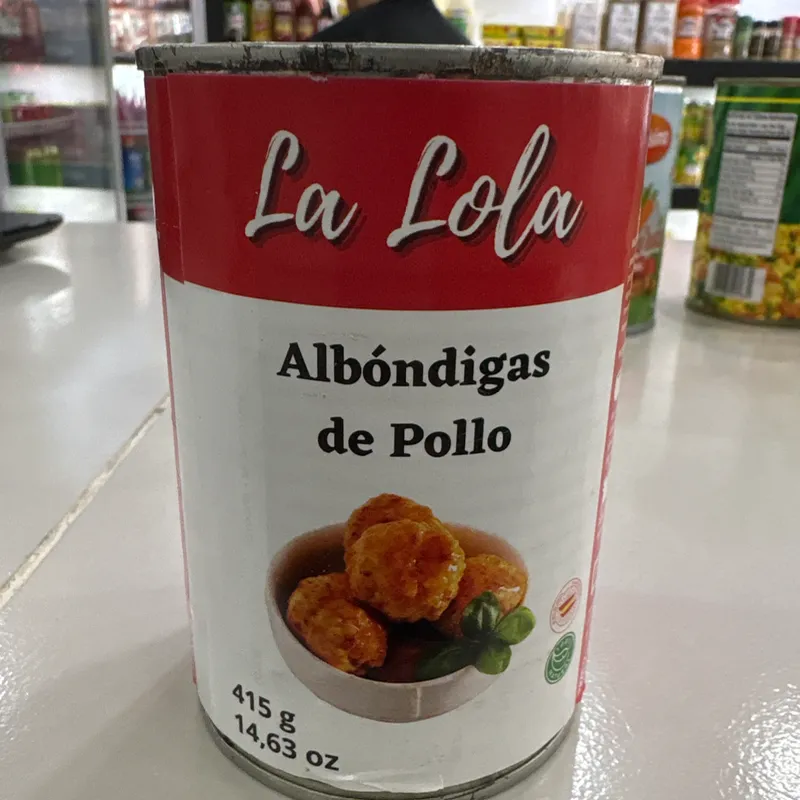 La Lola
Albóndigas
de Pollo
415 g
14,63 oz